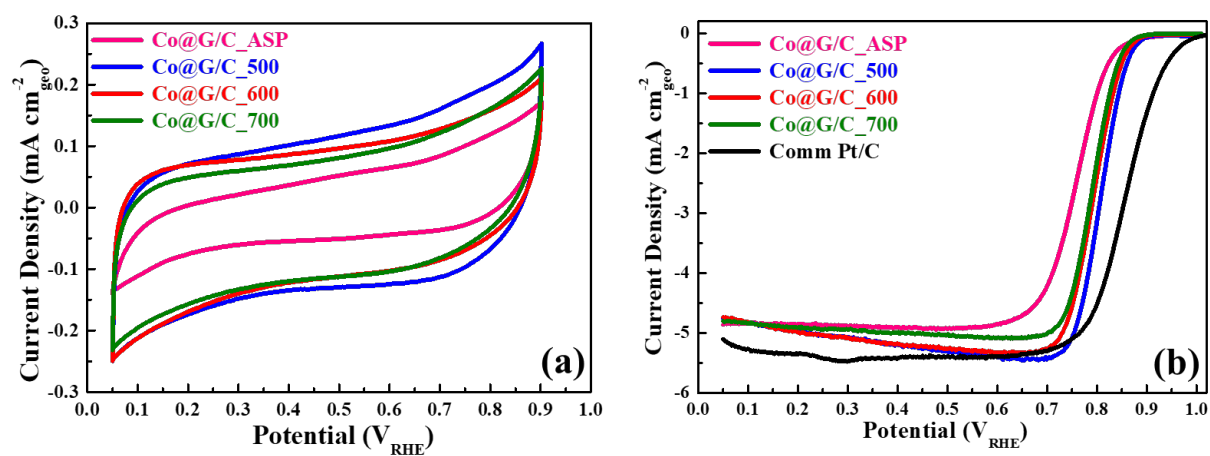 0.3
0.2
0.1
0.0
-0.1
-0.2
-0.3
Current Density (mA cm⁻²geo)
Co@G/C_ASP
Co@G/C_500
Co@G/C_600
Co@G/C_700
(a)
0.0 0.1 0.2 0.3 0.4 0.5 0.6 0.7 0.8 0.9 1.0
Potential (VRHE)
0
-1
-2
-3
-4
-5
-6
Current Density (mA cm⁻²geo)
Co@G/C_ASP
Co@G/C_500
Co@G/C_600
Co@G/C_700
Comm Pt/C
(b)
0.0 0.1 0.2 0.3 0.4 0.5 0.6 0.7 0.8 0.9 1.0
Potential (VRHE)